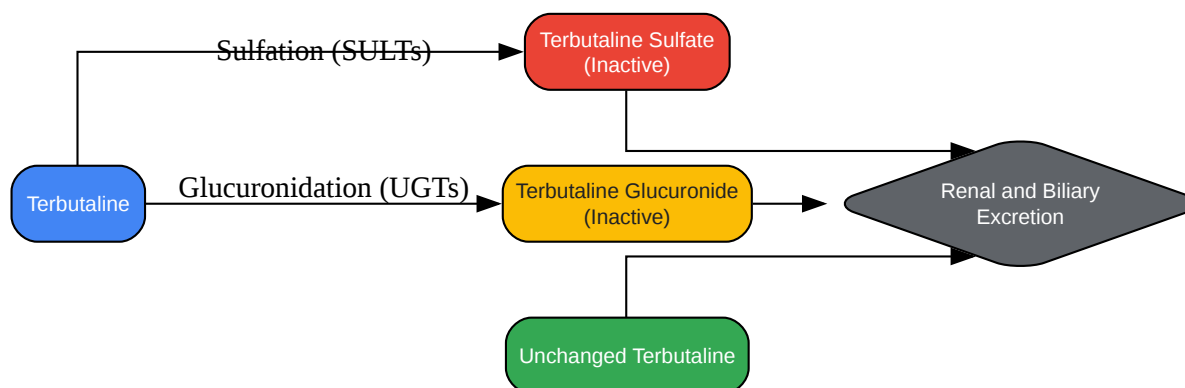 Sulfation (SULTs)
Terbutaline Sulfate
(Inactive)
Terbutaline
Glucuronidation (UGTs)
Terbutaline Glucuronide
(Inactive)
Renal and Biliary
Excretion
Unchanged Terbutaline